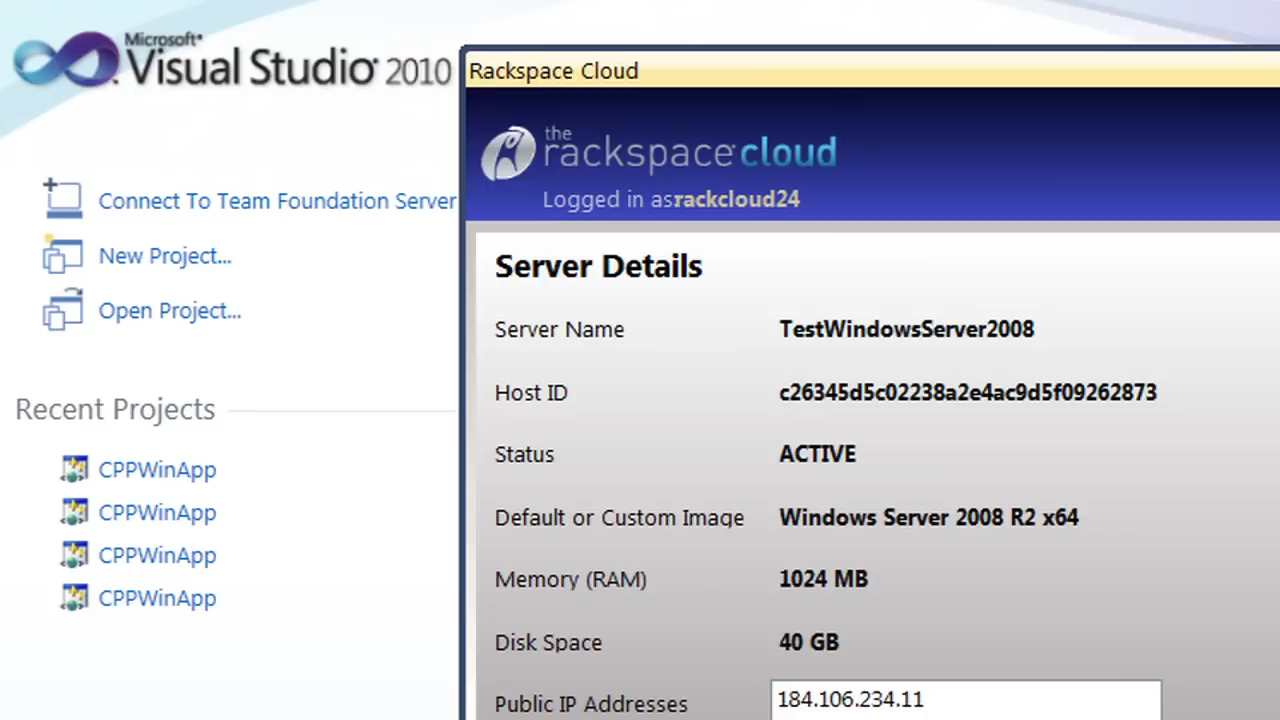 Microsoft®
Visual Studio® 2010
Connect To Team Foundation Server
New Project...
Open Project...
Recent Projects
CPPWinApp
CPPWinApp
CPPWinApp
CPPWinApp
Rackspace Cloud
the
rackspace cloud
Logged in asrackcloud24
Server Details
Server Name TestWindowsServer2008
Host ID c26345d5c02238a2e4ac9d5f09262873
Status ACTIVE
Default or Custom Image Windows Server 2008 R2 x64
Memory (RAM) 1024 MB
Disk Space 40 GB
Public IP Addresses 184.106.234.11